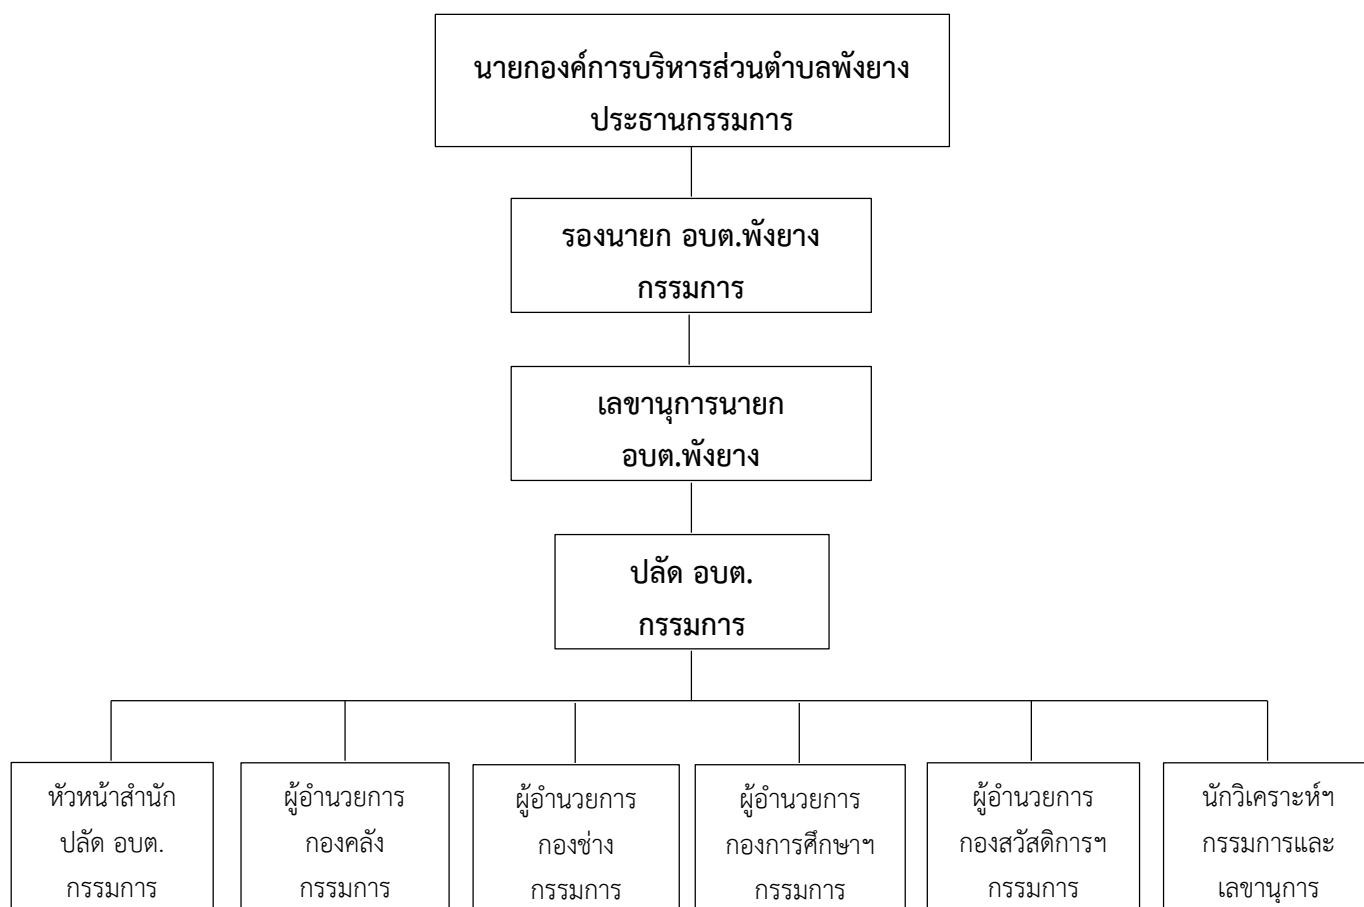 นายกองค์การบริหารส่วนตำบลพังยาง
ประธานกรรมการ
รองนายก อบต.พังยาง
กรรมการ
เลขานุการนายก
อบต.พังยาง
ปลัด อบต.
กรรมการ
หัวหน้าสำนัก
ปลัด อบต.
กรรมการ
ผู้อำนวยการ
กองคลัง
กรรมการ
ผู้อำนวยการ
กองช่าง
กรรมการ
ผู้อำนวยการ
กองการศึกษาฯ
กรรมการ
ผู้อำนวยการ
กองสวัสดิการฯ
กรรมการ
นักวิเคราะห์ฯ
กรรมการและ
เลขานุการ